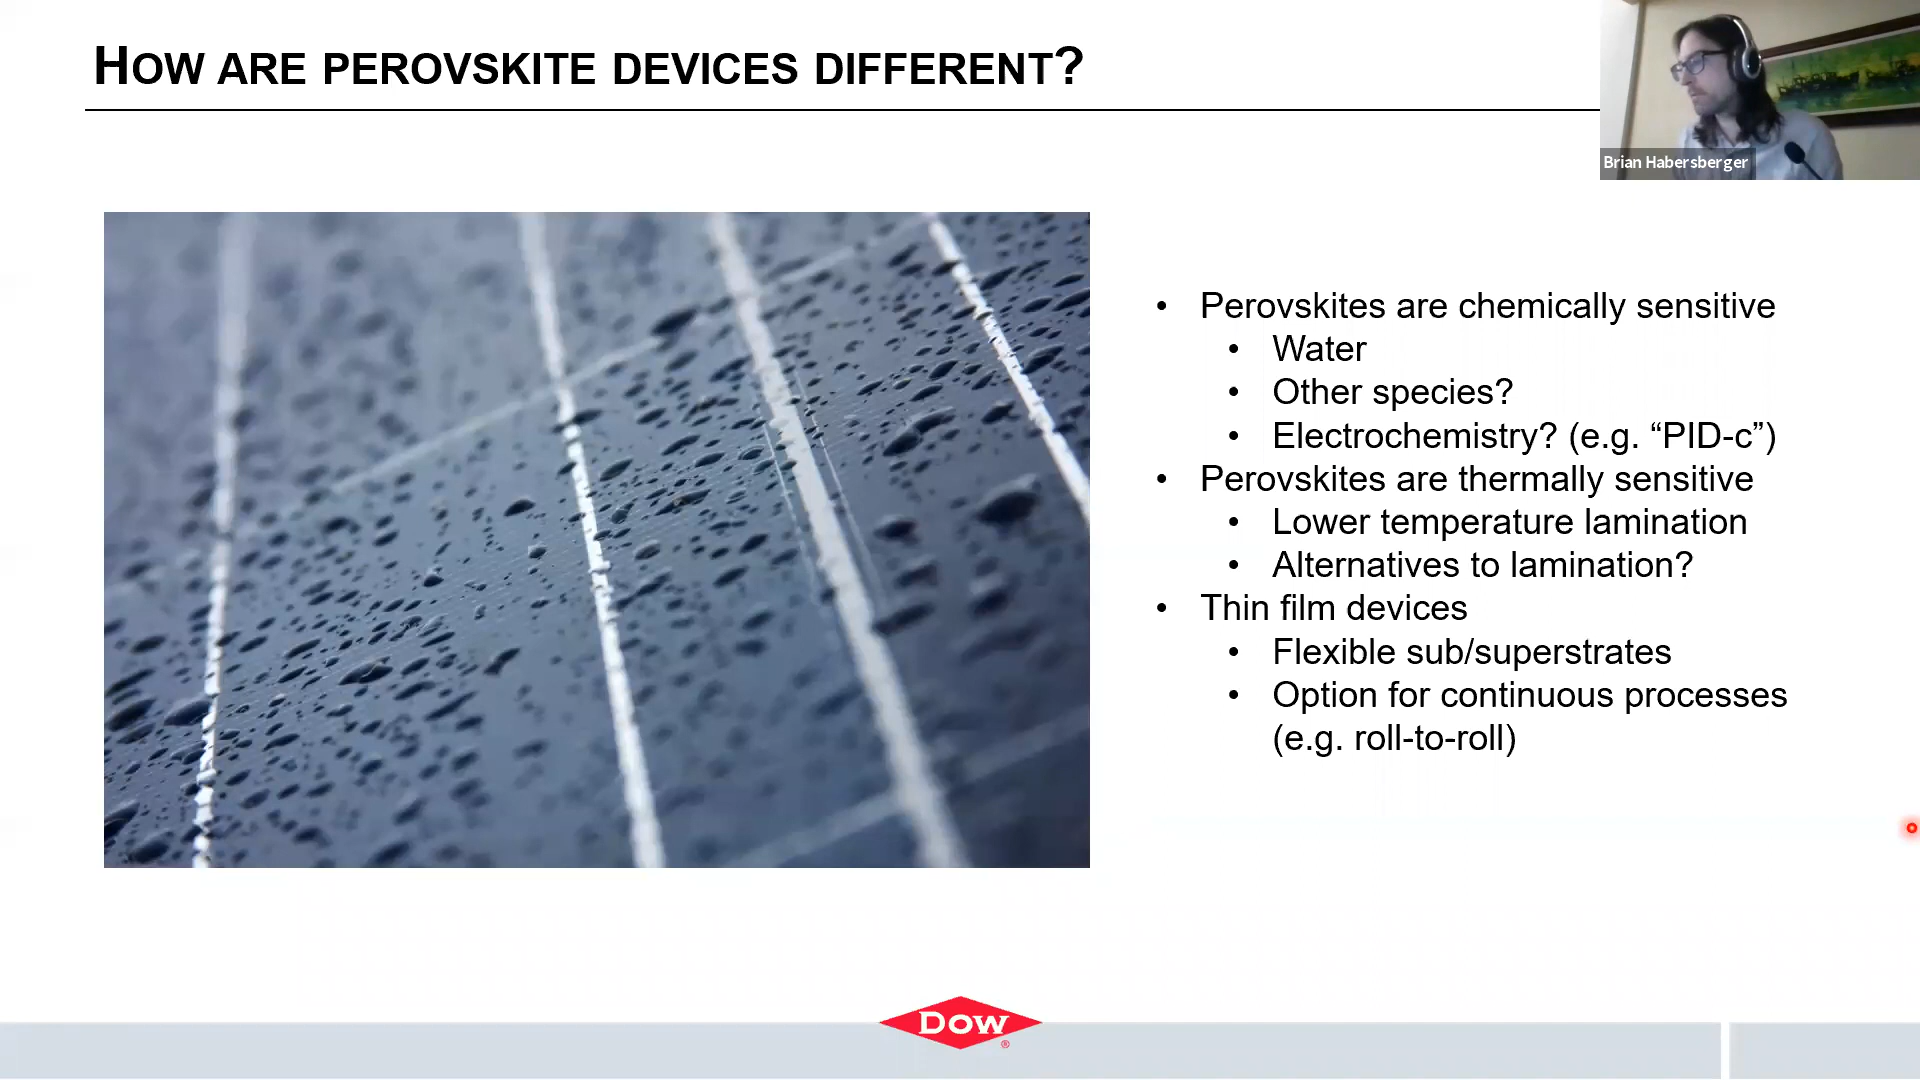 HOW ARE PEROVSKITE DEVICES DIFFERENT?
Brian Habersberger
• Perovskites are chemically sensitive
• Water
• Other species?
• Electrochemistry? (e.g. “PID-c”)
• Perovskites are thermally sensitive
• Lower temperature lamination
• Alternatives to lamination?
• Thin film devices
• Flexible sub/superstrates
• Option for continuous processes
(e.g. roll-to-roll)
DOW®